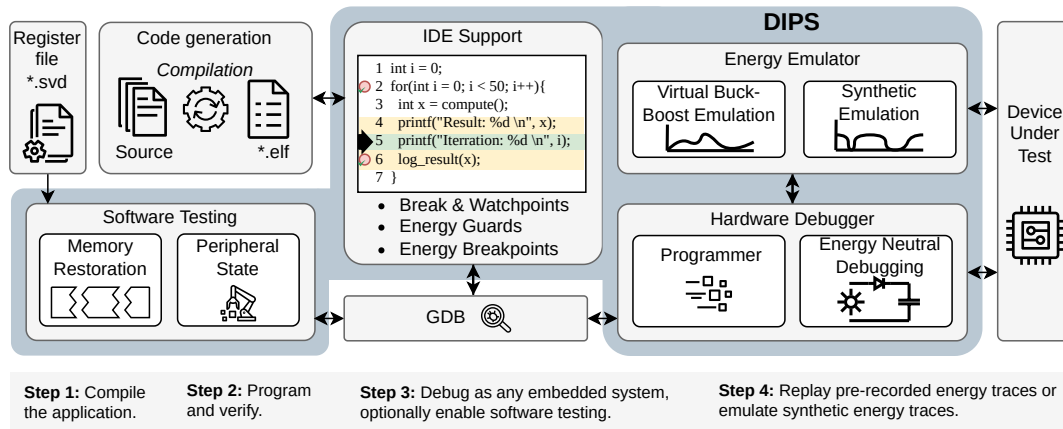 Register
file
*.svd
Code generation
Compilation
Source
*.elf
IDE Support
1 int i = 0;
2 for(int i = 0; i < 50; i++){
3 int x = compute();
4 printf("Result: %d \n", x);
5 printf("Iterration: %d \n", i);
6 log_result(x);
7 }
• Break & Watchpoints
• Energy Guards
• Energy Breakpoints
DIPS
Energy Emulator
Virtual Buck-
Boost Emulation
Synthetic
Emulation
Device
Under
Test
Software Testing
Memory
Restoration
Peripheral
State
GDB
Hardware Debugger
Programmer
Energy Neutral
Debugging
Step 1: Compile
the application.
Step 2: Program
and verify.
Step 3: Debug as any embedded system,
optionally enable software testing.
Step 4: Replay pre-recorded energy traces or
emulate synthetic energy traces.